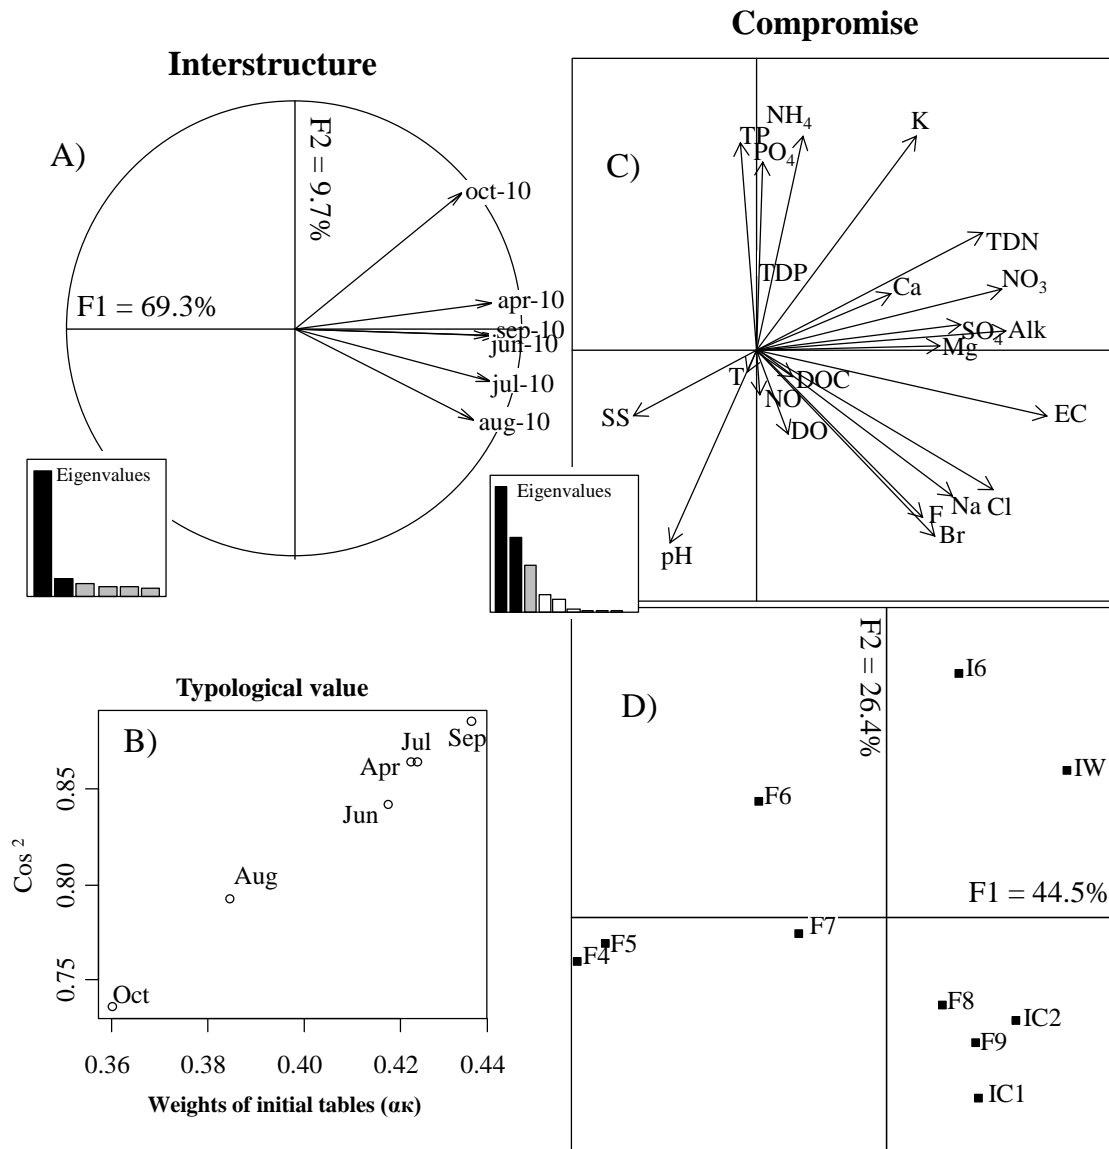 Compromise
Interstructure
A)
F2 = 9.7%
oct-10
F1 = 69.3%
apr-10
sep-10
jun-10
jul-10
aug-10
Eigenvalues
C)
TP
NH4
PO4
K
TDN
TDP
Ca
NO3
SO4
Alk
Mg
T
DOC
NO
SS
DO
EC
Na
Cl
F
Br
pH
Eigenvalues
Typological value
B)
Jul
Sep
Apr
Jun
Aug
Oct
Cos 2
0.85
0.80
0.75
0.36
0.38
0.40
0.42
0.44
Weights of initial tables (ακ)
D)
F2 = 26.4%
I6
IW
F6
F1 = 44.5%
F7
F5
F4
F8
IC2
F9
IC1